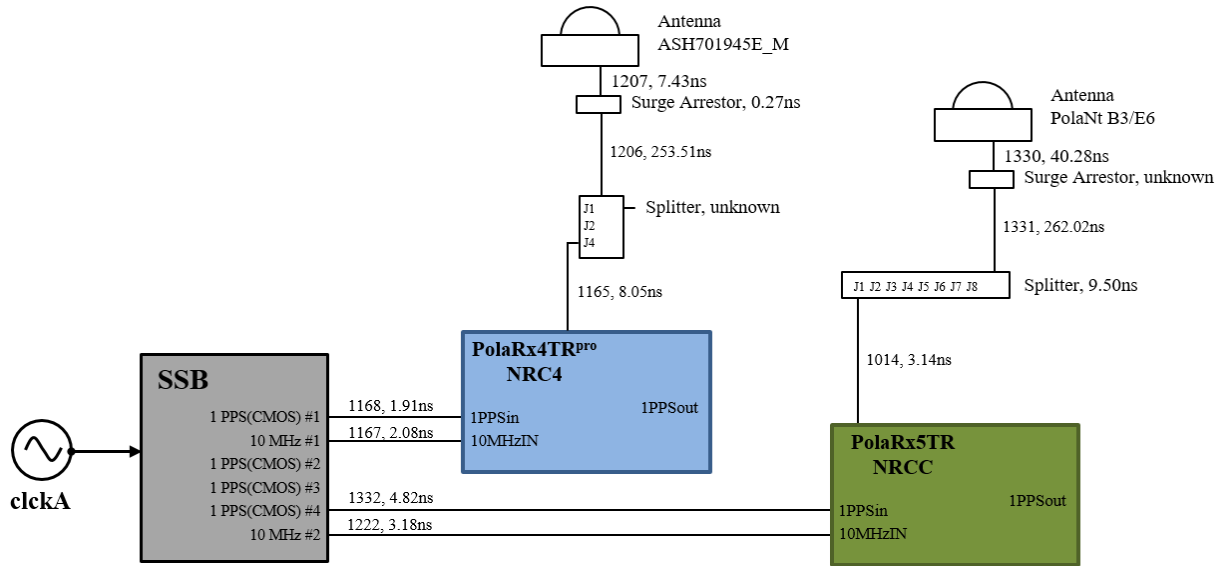 Antenna
ASH701945E_M
1207, 7.43ns
Surge Arrestor, 0.27ns
1206, 253.51ns
J1
J2
J4
Splitter, unknown
1165, 8.05ns
Antenna
PolaNt B3/E6
1330, 40.28ns
Surge Arrestor, unknown
1331, 262.02ns
J1 J2 J3 J4 J5 J6 J7 J8
Splitter, 9.50ns
1014, 3.14ns
clckA
SSB
1 PPS(CMOS) #1
10 MHz #1
1 PPS(CMOS) #2
1 PPS(CMOS) #3
1 PPS(CMOS) #4
10 MHz #2
1168, 1.91ns
1167, 2.08ns
1332, 4.82ns
1222, 3.18ns
PolaRx4TRpro
NRC4
1PPSin
10MHzIN
1PPSout
PolaRx5TR
NRCC
1PPSin
10MHzIN
1PPSout